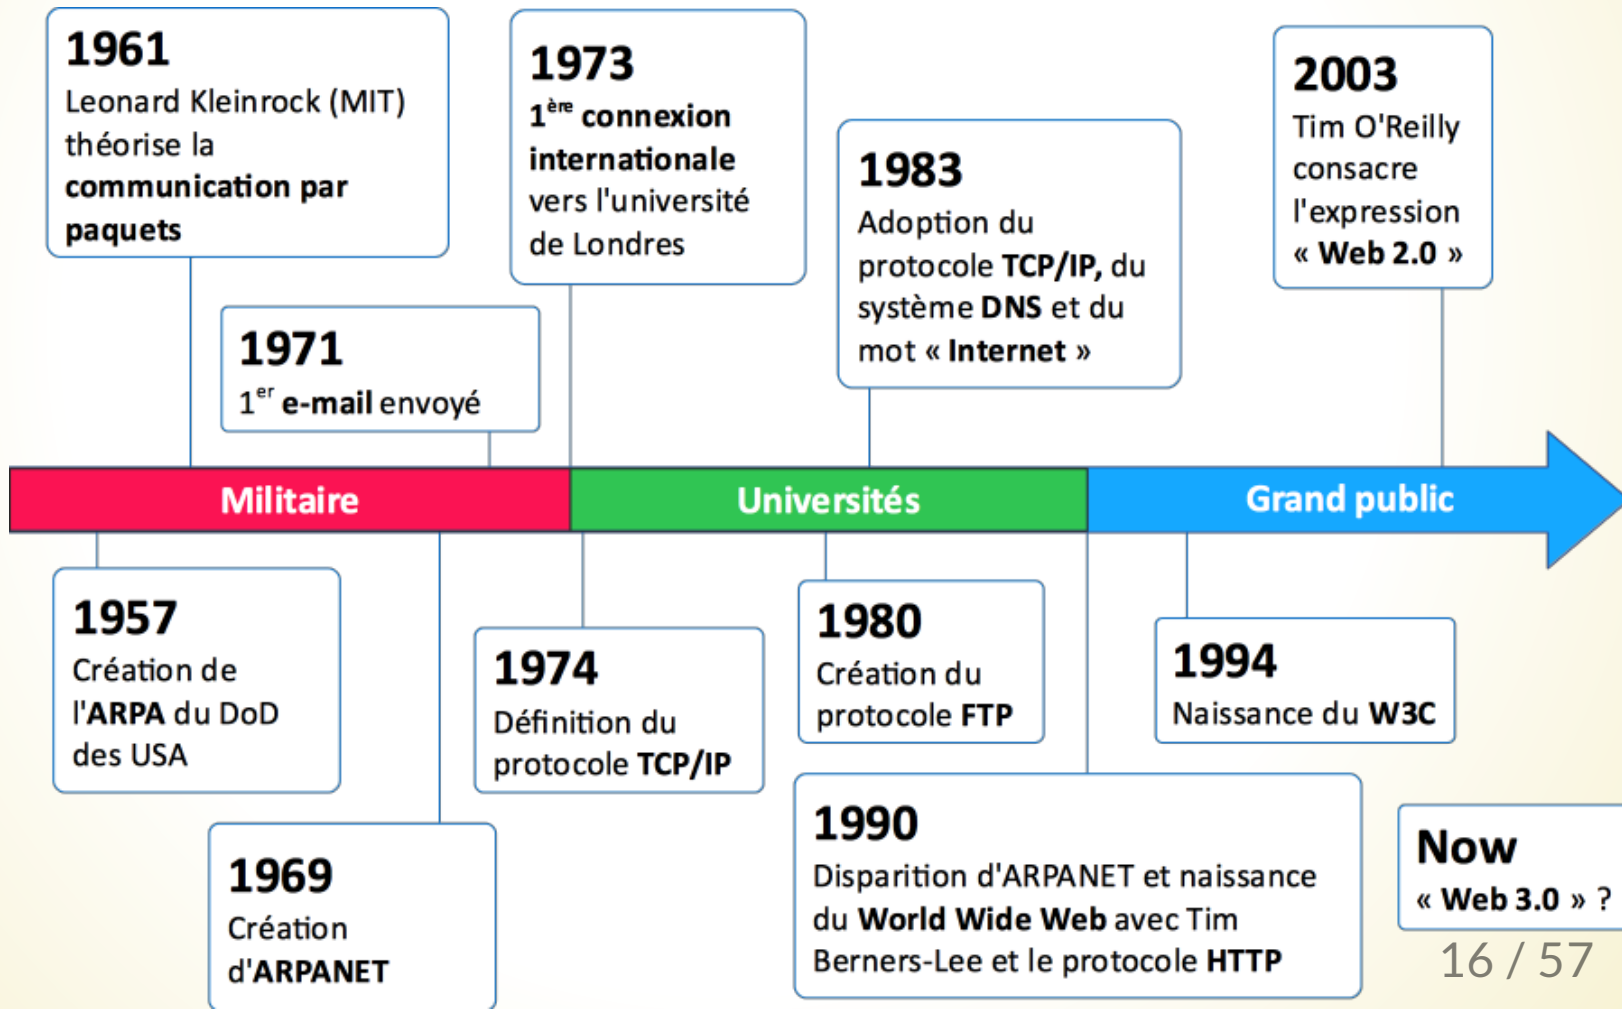 1961
Leonard Kleinrock (MIT)
théorise la
communication par
paquets
1973
1ère connexion
internationale
vers l'université
de Londres
2003
Tim O'Reilly
consacre
l'expression
« Web 2.0 »
1983
Adoption du
protocole TCP/IP, du
système DNS et du
mot « Internet »
1971
1er e-mail envoyé
Militaire
Universités
Grand public
1957
Création de
l'ARPA du DoD
des USA
1974
Définition du
protocole TCP/IP
1980
Création du
protocole FTP
1994
Naissance du W3C
1969
Création
d'ARPANET
1990
Disparition d'ARPANET et naissance
du World Wide Web avec Tim
Berners-Lee et le protocole HTTP
Now
« Web 3.0 » ?
16 / 57